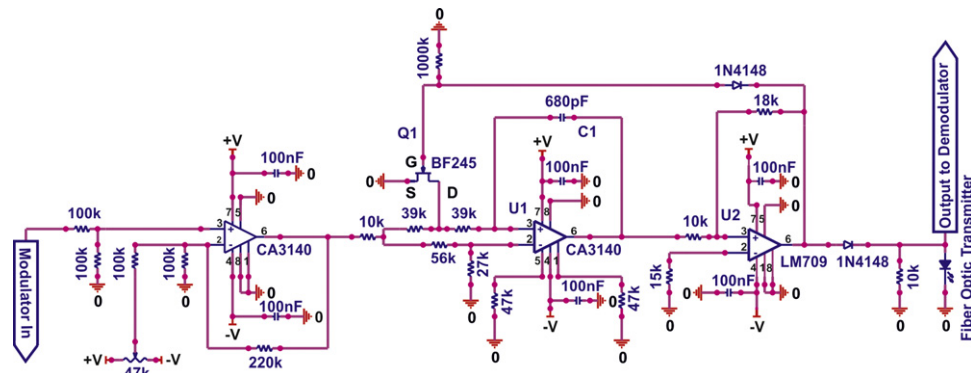 0
1000k
1N4148
680pF
18k
Q1
C1
+V
100nF
0
G
BF245
+V
100nF
0
+V
100nF
0
0
S
D
0
7 5
0
7 8
0
7 5
0
100k
3
+
2
-
6
CA3140
10k
39k
39k
U1
3
+
2
-
6
CA3140
10k
U2
3
+
2
-
6
LM709
1N4148
56k
27k
0
100k
0
100k
100k
0
4 8 1
0
100nF
0
-V
220k
5 4 1
47k
0
100nF
0
-V
47k
0
15k
0
100nF
0
4 1 8
0
-V
10k
0
0
+V
-V
47k
Modulator In
Output to Demodulator
Fiber Optic Transmitter